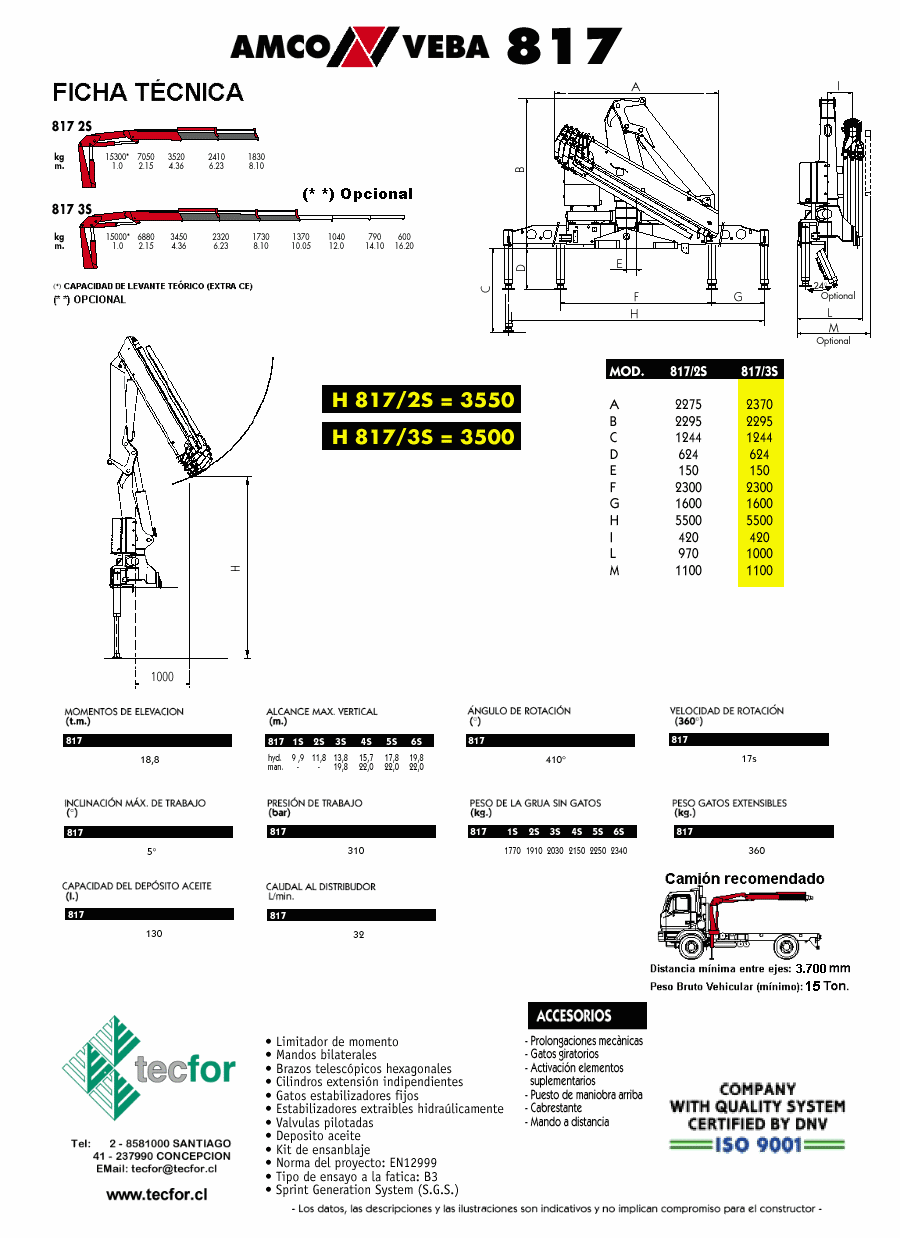 AMCO VEBA 817
FICHA TÉCNICA
817 2S
kg 15300* 7050 3520 2410 1830
m. 1.0 2.15 4.36 6.23 8.10
(* *) Opcional
817 3S
kg 15000* 6880 3450 2320 1730 1370 1040 790 600
m. 1.0 2.15 4.36 6.23 8.10 10.05 12.0 14.10 16.20
(*) CAPACIDAD DE LEVANTE TEÓRICO (EXTRA CE)
(* *) OPCIONAL
A
B
C
D
E
F
G
H
I
24°
Optional
L
M
Optional
H 817/2S = 3550
H 817/3S = 3500
H
1000
MOD. 817/2S 817/3S
A 2275 2370
B 2295 2295
C 1244 1244
D 624 624
E 150 150
F 2300 2300
G 1600 1600
H 5500 5500
I 420 420
L 970 1000
M 1100 1100
MOMENTOS DE ELEVACION
(t.m.)
817
18,8
ALCANCE MAX. VERTICAL
(m.)
817 1S 2S 3S 4S 5S 6S
hyd. 9,9 11,8 13,8 15,7 17,8 19,8
man. - - 19,8 22,0 22,0 22,0
ÁNGULO DE ROTACIÓN
(°)
817
410°
VELOCIDAD DE ROTACIÓN
(360°)
817
17s
INCLINACIÓN MÁX. DE TRABAJO
(°)
817
5°
PRESIÓN DE TRABAJO
(bar)
817
310
PESO DE LA GRUA SIN GATOS
(kg.)
817 1S 2S 3S 4S 5S 6S
1770 1910 2030 2150 2250 2340
PESO GATOS EXTENSIBLES
(kg.)
817
360
CAPACIDAD DEL DEPÓSITO ACEITE
(l.)
817
130
CAUDAL AL DISTRIBUDOR
L/min.
817
32
Camión recomendado
Distancia mínima entre ejes: 3.700 mm
Peso Bruto Vehicular (mínimo): 15 Ton.
tecfor
Tel: 2 - 8581000 SANTIAGO
41 - 237990 CONCEPCION
EMail: tecfor@tecfor.cl
www.tecfor.cl
• Limitador de momento
• Mandos bilaterales
• Brazos telescópicos hexagonales
• Cilindros extensión indipendientes
• Gatos estabilizadores fijos
• Estabilizadores extraibles hidraúlicamente
• Valvulas pilotadas
• Deposito aceite
• Kit de ensanblaje
• Norma del proyecto: EN12999
• Tipo de ensayo a la fatica: B3
• Sprint Generation System (S.G.S.)
ACCESORIOS
- Prolongaciones mecànicas
- Gatos giratorios
- Activación elementos
suplementarios
- Puesto de maniobra arriba
- Cabrestante
- Mando a distancia
COMPANY
WITH QUALITY SYSTEM
CERTIFIED BY DNV
ISO 9001
- Los datos, las descripciones y las ilustraciones son indicativos y no implican compromiso para el constructor -